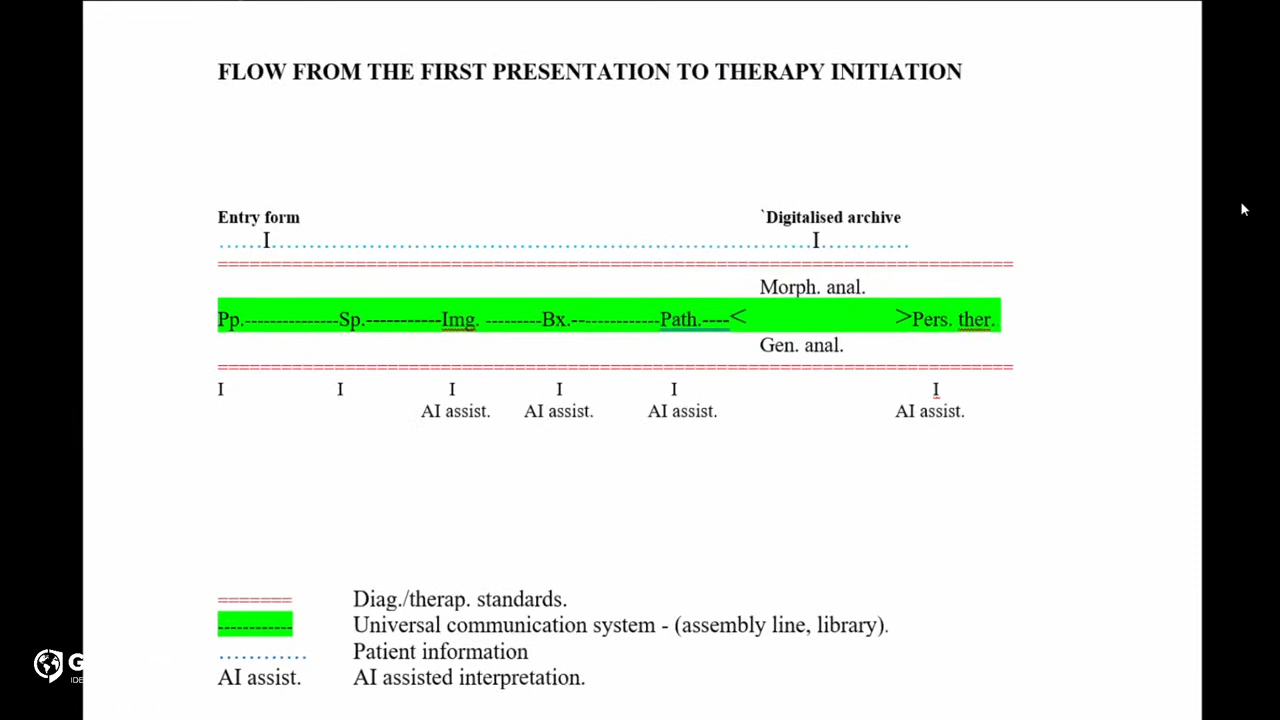 FLOW FROM THE FIRST PRESENTATION TO THERAPY INITIATION
Entry form `Digitalised archive
......I..........................................................................I............
==========================================================================
Morph. anal.
Pp.---------------Sp.------------Img. ---------Bx.---------------Path.----< >Pers. ther.
Gen. anal.
==========================================================================
I I I I I I
AI assist. AI assist. AI assist. AI assist.
======= Diag./therap. standards.
------------ Universal communication system - (assembly line, library).
............ Patient information
AI assist. AI assisted interpretation.